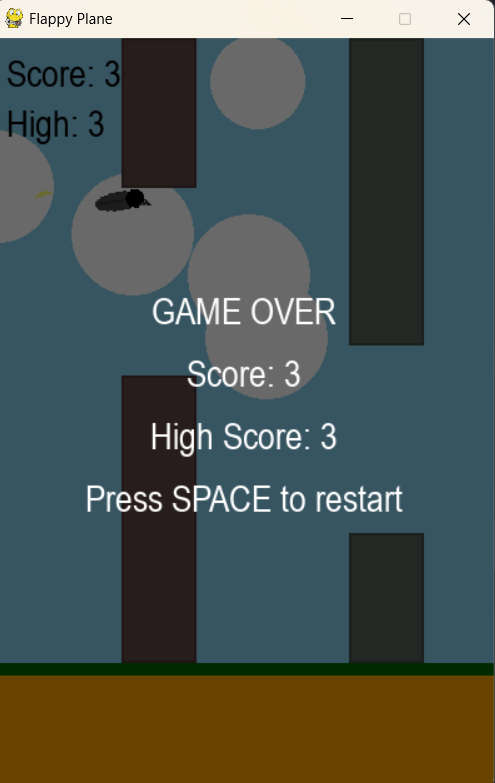 Flappy Plane
Score: 3
High: 3
GAME OVER
Score: 3
High Score: 3
Press SPACE to restart